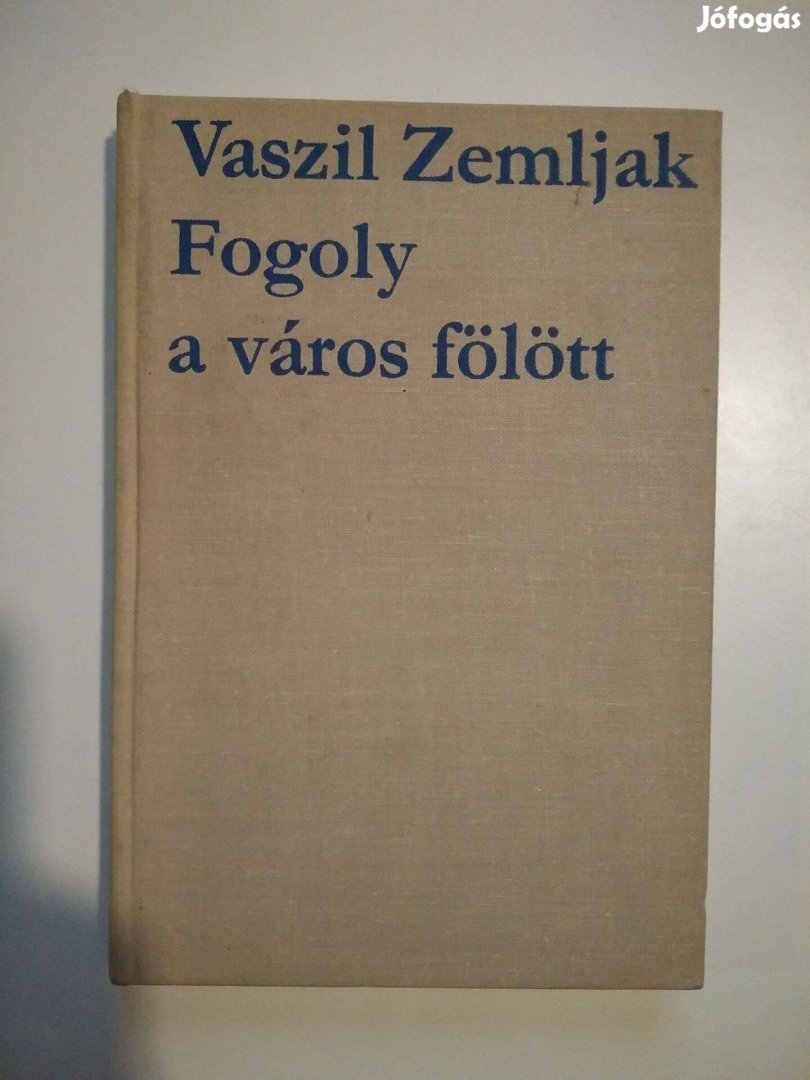 Jófogás
Vaszil Zemljak
Fogoly
a város fölött